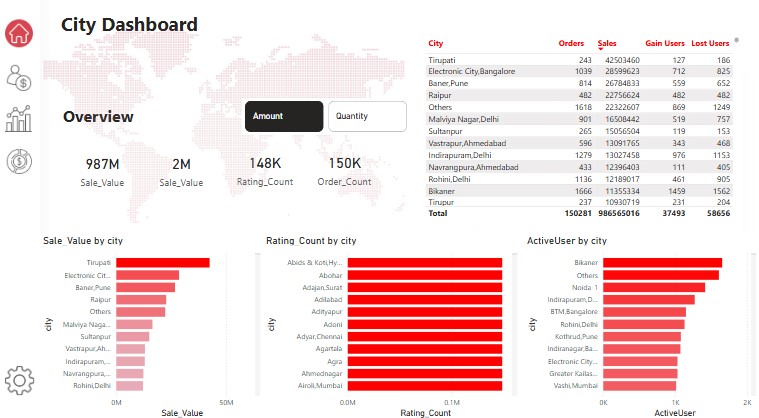 City Dashboard
City Orders Sales Gain Users Lost Users
Tirupati 243 42503460 127 186
Electronic City,Bangalore 1039 28599623 712 825
Baner,Pune 814 26784833 559 652
Raipur 482 22756624 482 482
Others 1618 22322607 869 1249
Malviya Nagar,Delhi 901 16508442 519 757
Sultanpur 265 15056504 119 153
Vastrapur,Ahmedabad 596 13091765 343 468
Indirapuram,Delhi 1279 13027458 976 1153
Navrangpura,Ahmedabad 433 12396403 111 405
Rohini,Delhi 1136 12189017 461 905
Bikaner 1666 11355334 1459 1562
Tirupur 237 10930719 231 204
Total 150281 986565016 37493 58656
Overview
Amount
Quantity
987M
Sale_Value
2M
Sale_Value
148K
Rating_Count
150K
Order_Count
Sale_Value by city
city
Tirupati
Electronic Cit...
Baner,Pune
Raipur
Others
Malviya Naga...
Sultanpur
Vastrapur,Ah...
Indirapuram,...
Navrangpura,...
Rohini,Delhi
0M 50M
Sale_Value
Rating_Count by city
city
Abids & Koti,Hy...
Abohar
Adajan,Surat
Adilabad
Adityapur
Adoni
Adyar,Chennai
Agartala
Agra
Ahmednagar
Airoli,Mumbai
0.0M 0.1M
Rating_Count
ActiveUser by city
city
Bikaner
Others
Noida 1
Indirapuram,D...
BTM,Bangalore
Rohini,Delhi
Kothrud,Pune
Indiranagar,Ba...
Electronic City...
Greater Kailas...
Vashi,Mumbai
0K 1K 2K
ActiveUser